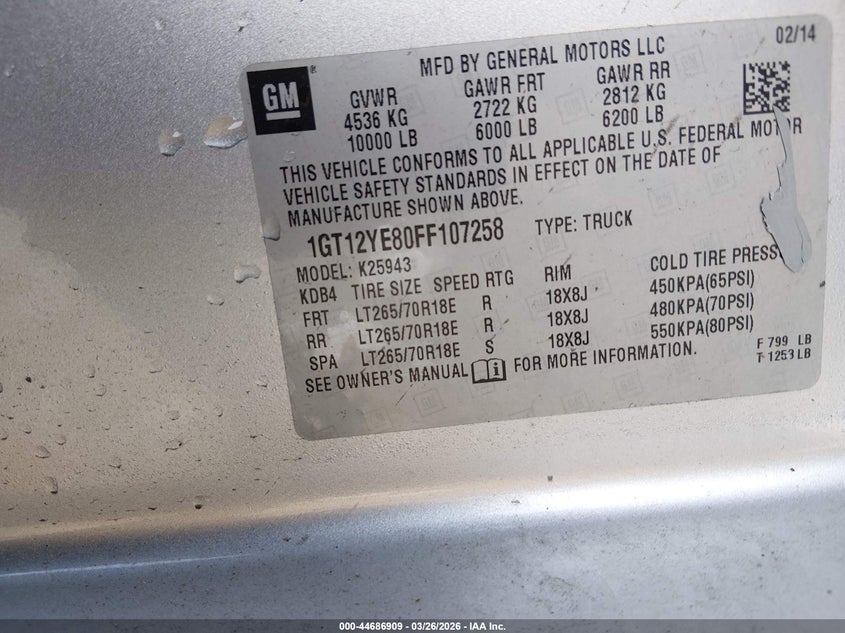 02/14
MFD BY GENERAL MOTORS LLC
GM
GVWR GAWR FRT GAWR RR
4536 KG 2722 KG 2812 KG
10000 LB 6000 LB 6200 LB
THIS VEHICLE CONFORMS TO ALL APPLICABLE U.S. FEDERAL MOTOR
VEHICLE SAFETY STANDARDS IN EFFECT ON THE DATE OF
MANUFACTURE SHOWN ABOVE.
1GT12YE80FF107258 TYPE: TRUCK
MODEL: K25943
KDB4 TIRE SIZE SPEED RTG RIM COLD TIRE PRESSU
FRT LT265/70R18E R 18X8J 450KPA(65PSI)
RR LT265/70R18E R 18X8J 480KPA(70PSI)
SPA LT265/70R18E S 18X8J 550KPA(80PSI)
SEE OWNER'S MANUAL FOR MORE INFORMATION.
F 799 LB
T 1253 LB
000-44686909 - 03/26/2026 - IAA Inc.